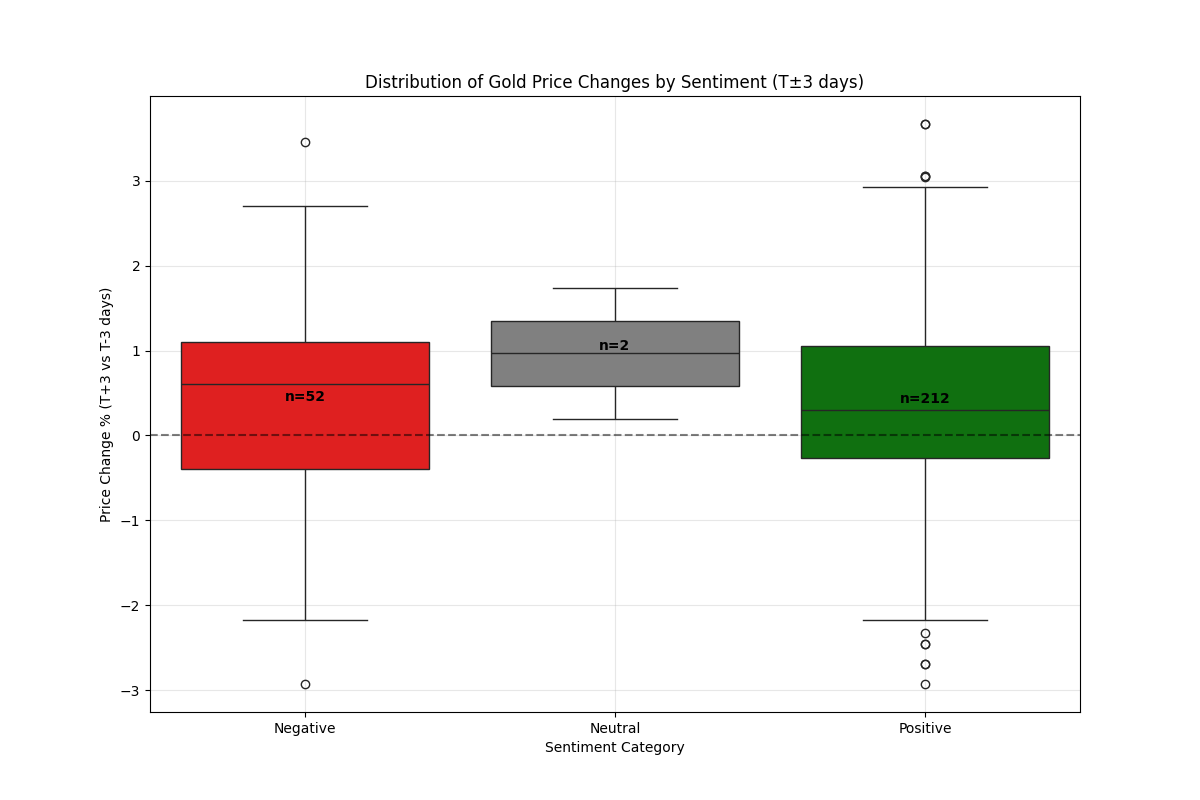 Distribution of Gold Price Changes by Sentiment (T±3 days)
Price Change % (T+3 vs T-3 days)
3
2
1
0
−1
−2
−3
n=52
n=2
n=212
Negative
Neutral
Positive
Sentiment Category